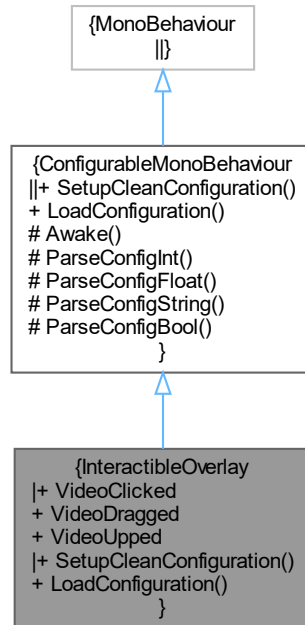 {MonoBehaviour
||}
{ConfigurableMonoBehaviour
||+ SetupCleanConfiguration()
+ LoadConfiguration()
# Awake()
# ParseConfigInt()
# ParseConfigFloat()
# ParseConfigString()
# ParseConfigBool()
}
{InteractibleOverlay
|+ VideoClicked
+ VideoDragged
+ VideoUpped
|+ SetupCleanConfiguration()
+ LoadConfiguration()
}